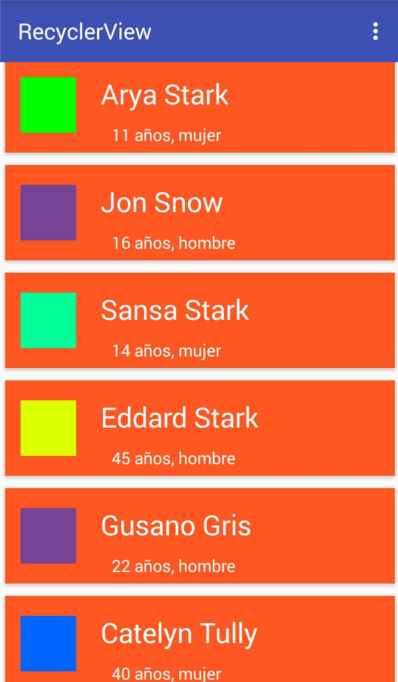 RecyclerView
Arya Stark
11 años, mujer
Jon Snow
16 años, hombre
Sansa Stark
14 años, mujer
Eddard Stark
45 años, hombre
Gusano Gris
22 años, hombre
Catelyn Tully
40 años, mujer